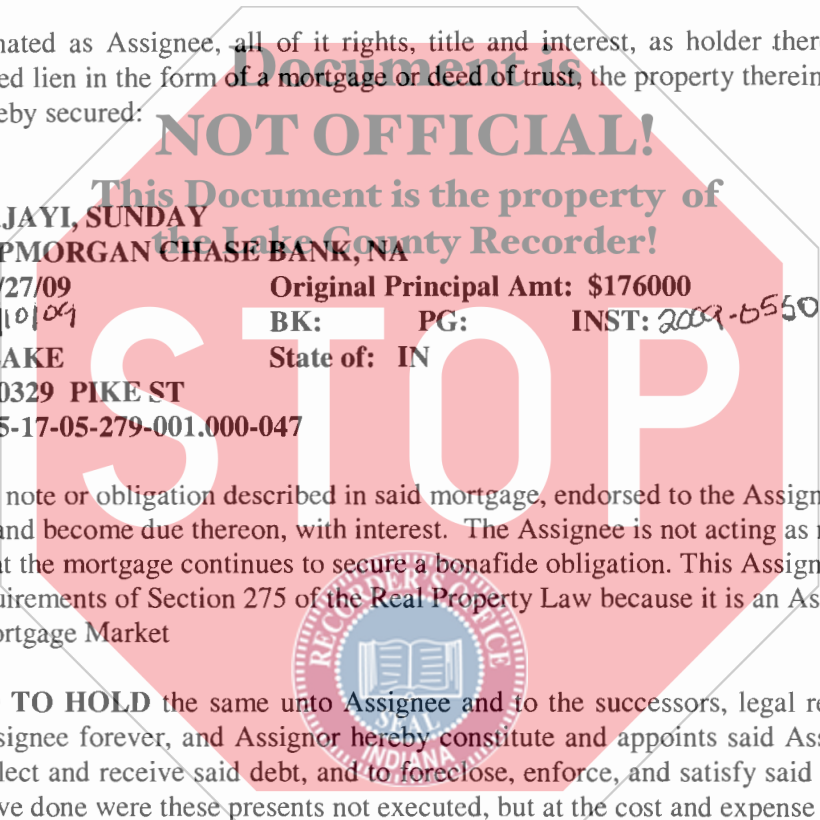 nated as Assignee, all of it rights, title and interest, as holder ther
ed lien in the form of a mortgage or deed of trust, the property therein
eby secured:
Document is
NOT OFFICIAL!
This Document is the property of
the Lake County Recorder!
JAYI, SUNDAY
PMORGAN CHASE BANK, NA
/27/09 Original Principal Amt: $176000
10/09 BK: PG: INST: 2009-0550
AKE State of: IN
0329 PIKE ST
5-17-05-279-001.000-047
STOP
note or obligation described in said mortgage, endorsed to the Assign
and become due thereon, with interest. The Assignee is not acting as
t the mortgage continues to secure a bonafide obligation. This Assign
uirements of Section 275 of the Real Property Law because it is an As
ortgage Market
RECORDER'S OFFICE
SEAL
INDIANA
TO HOLD the same unto Assignee and to the successors, legal re
signee forever, and Assignor hereby constitute and appoints said Ass
lect and receive said debt, and to foreclose, enforce, and satisfy said
ve done were these presents not executed, but at the cost and expense